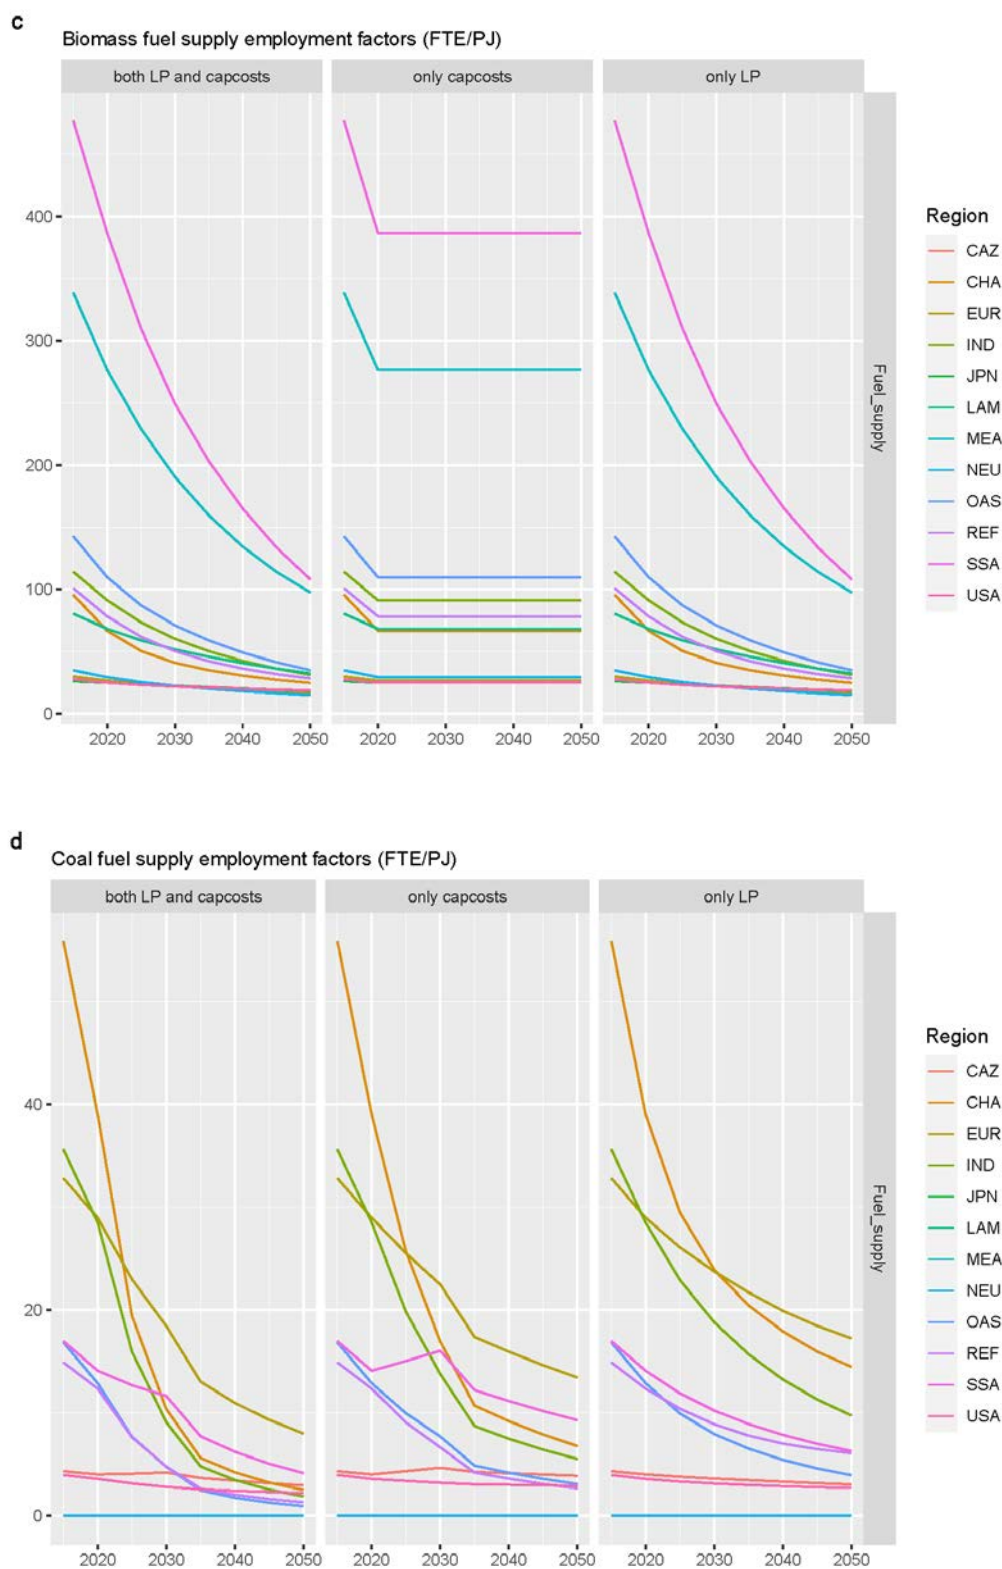 c
Biomass fuel supply employment factors (FTE/PJ)
both LP and capcosts
only capcosts
only LP
400
300
200
100
0
2020 2030 2040 2050
2020 2030 2040 2050
2020 2030 2040 2050
Fuel_supply
Region
CAZ
CHA
EUR
IND
JPN
LAM
MEA
NEU
OAS
REF
SSA
USA
d
Coal fuel supply employment factors (FTE/PJ)
both LP and capcosts
only capcosts
only LP
40
20
0
2020 2030 2040 2050
2020 2030 2040 2050
2020 2030 2040 2050
Fuel_supply
Region
CAZ
CHA
EUR
IND
JPN
LAM
MEA
NEU
OAS
REF
SSA
USA